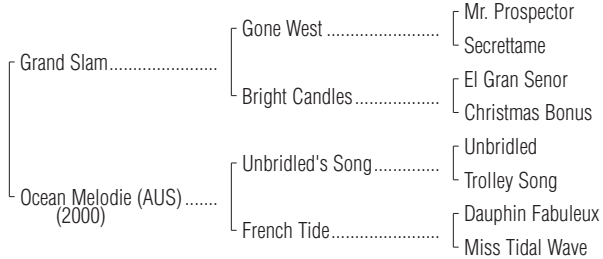 Mr. Prospector
Gone West ....................................
Secrettame
Grand Slam.......................
El Gran Senor
Bright Candles...........................
Christmas Bonus
Unbridled
Unbridled's Song.....................
Trolley Song
Ocean Melodie (AUS) .......
(2000)
Dauphin Fabuleux
French Tide..................................
Miss Tidal Wave